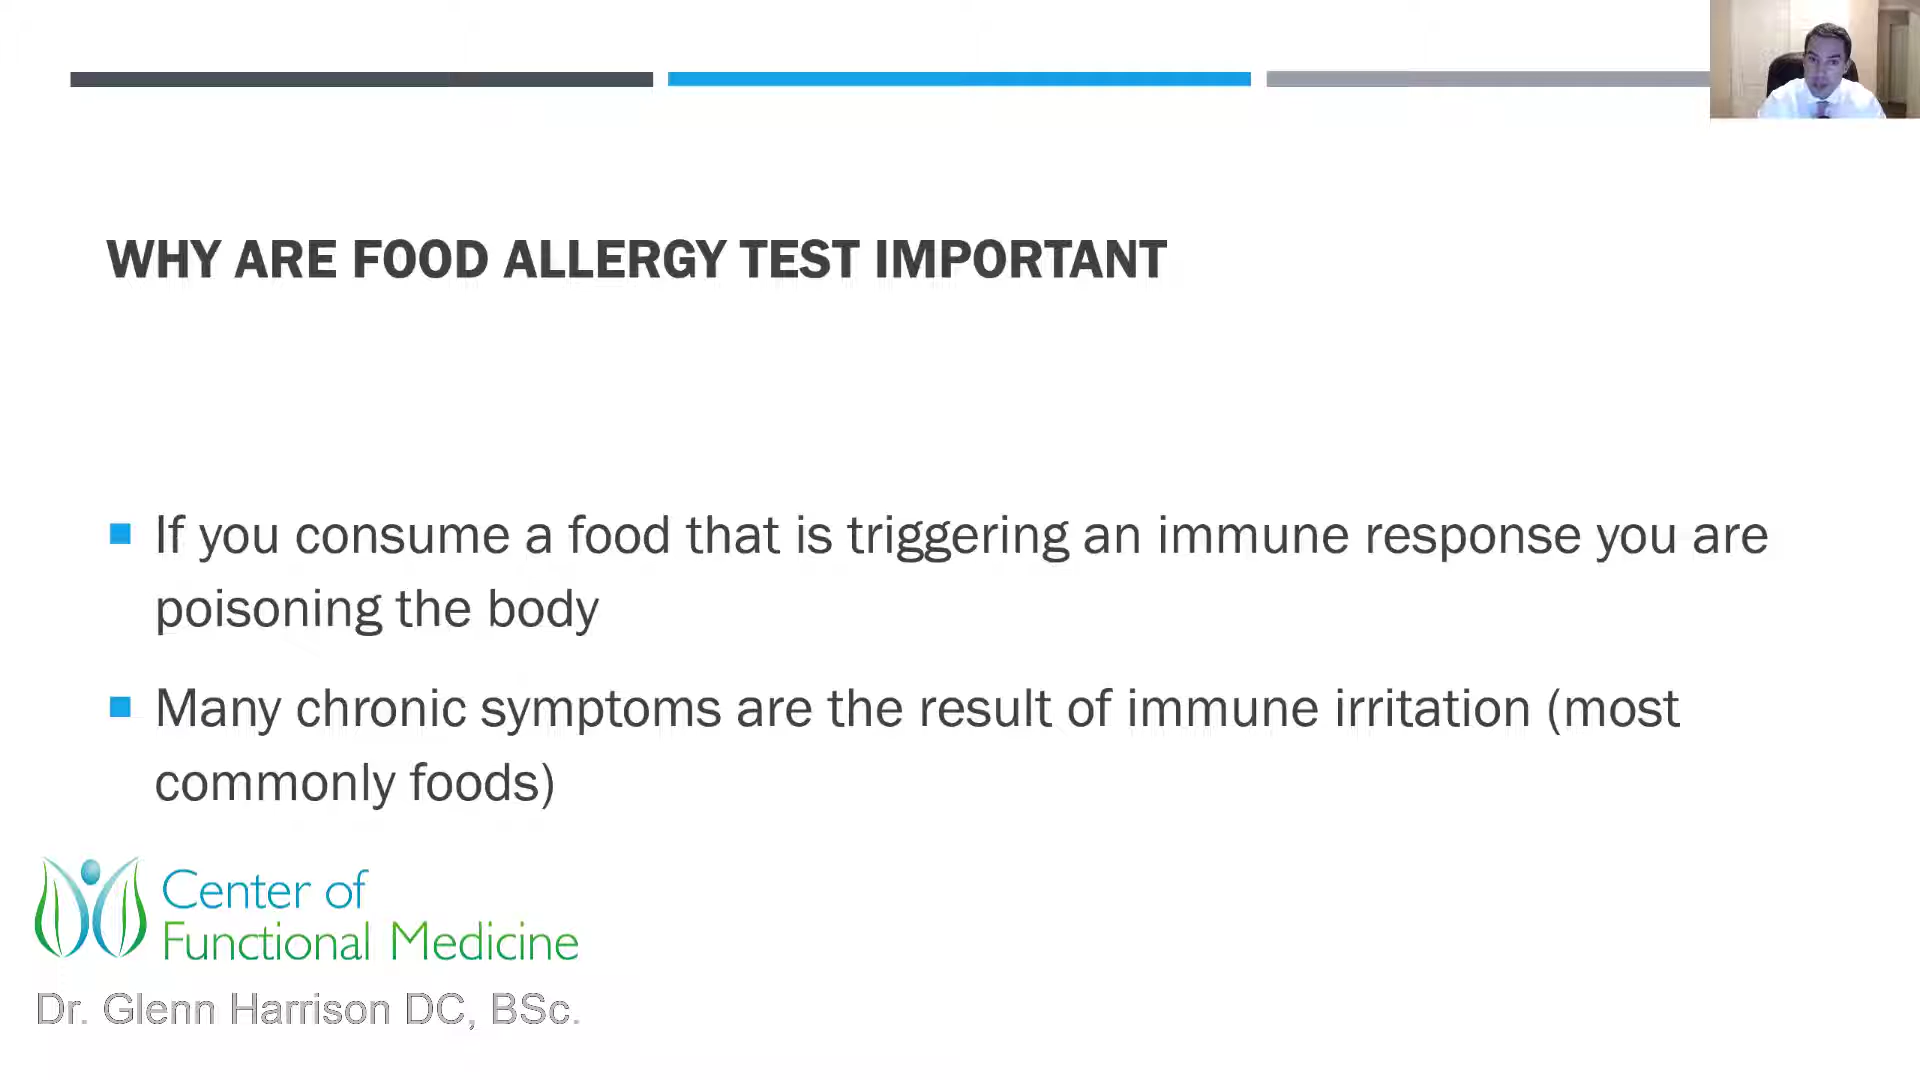 WHY ARE FOOD ALLERGY TEST IMPORTANT
If you consume a food that is triggering an immune response you are
poisoning the body
Many chronic symptoms are the result of immune irritation (most
commonly foods)
Center of
Functional Medicine
Dr. Glenn Harrison DC, BSc.